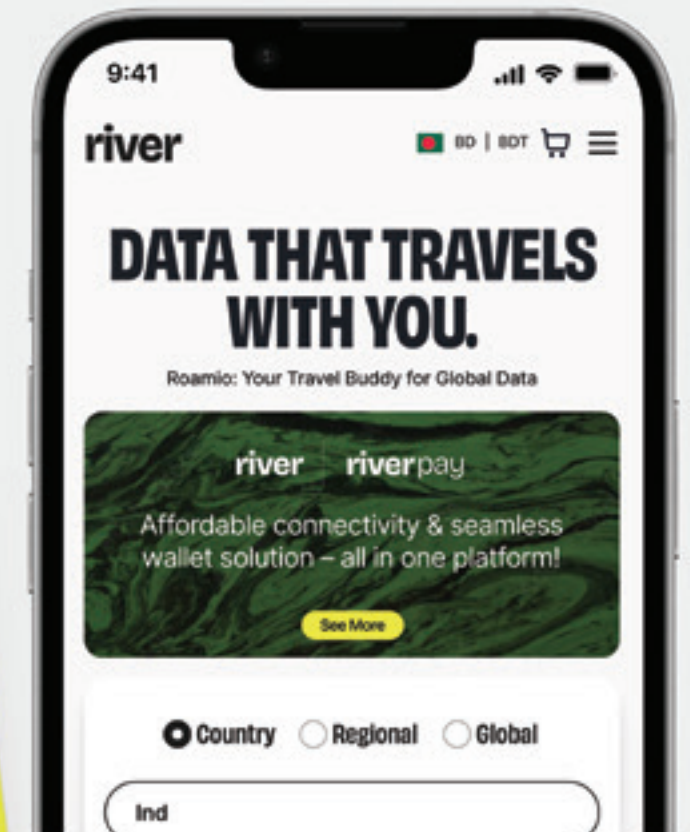 9:41
river
BD | BDT
DATA THAT TRAVELS
WITH YOU.
Roamio: Your Travel Buddy for Global Data
river riverpay
Affordable connectivity & seamless
wallet solution – all in one platform!
See More
Country Regional Global
Ind